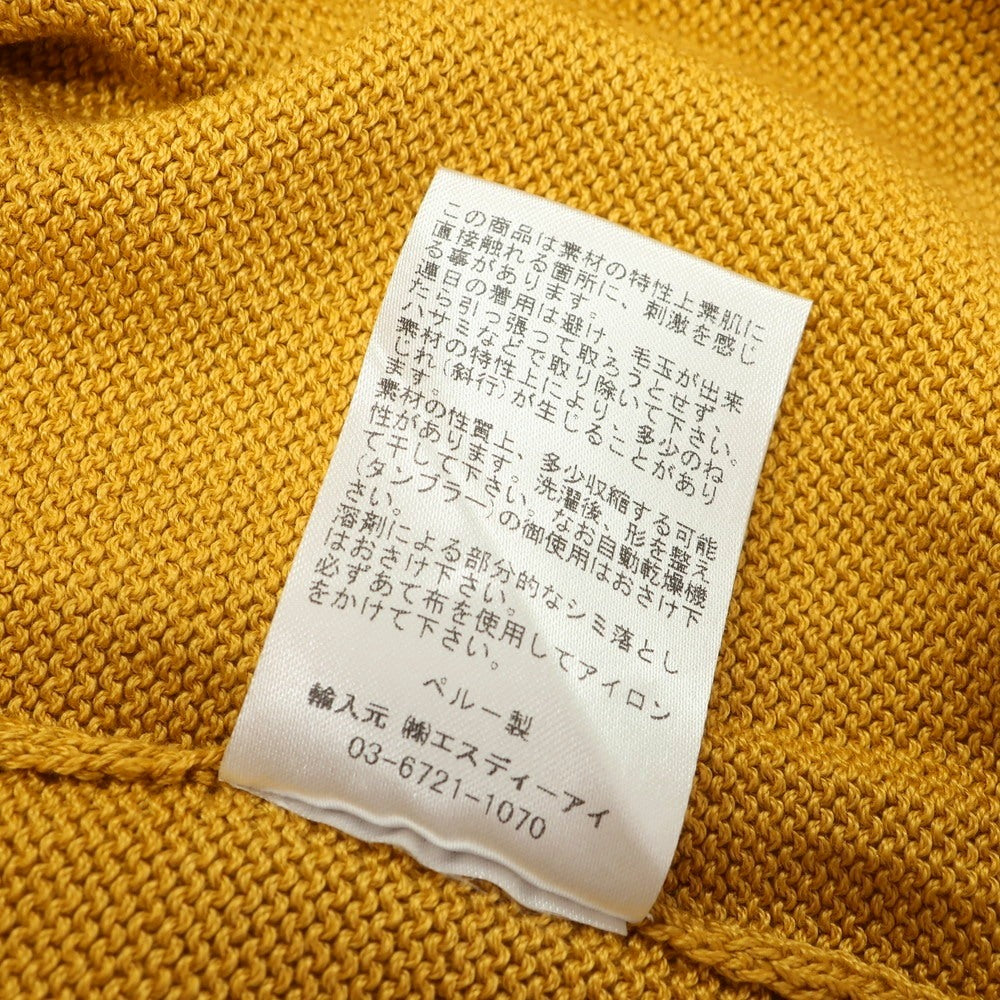 この商品は素材の特性上素肌に
直接触れる箇所に、刺激を感じ
る事があります。
連日の着用は避け、毛玉が出来
たら引っ張って取ろうとせず、
ハサミなどで取り除いて下さい。
素材の特性上により、多少のね
じれ(斜行)が生じることがあり
ます。
素材の性質上、多少収縮する可能
性があります。洗濯後、形を整え
て干して下さい。なお自動乾燥機
(タンブラー)の御使用はおさけ下
さい。
溶剤による部分的なシミ落とし
はおさけ下さい。
必ずあて布を使用してアイロン
をかけて下さい。
ペルー製
輸入元 ㈱エスディーアイ
03-6721-1070